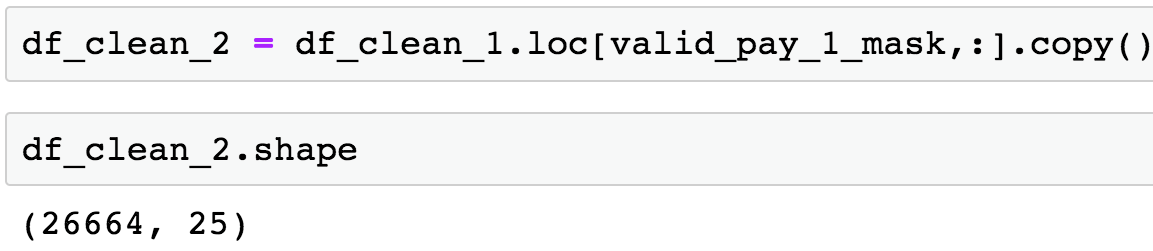 df_clean_2 = df_clean_1.loc[valid_pay_1_mask,:].copy()
df_clean_2.shape
(26664, 25)